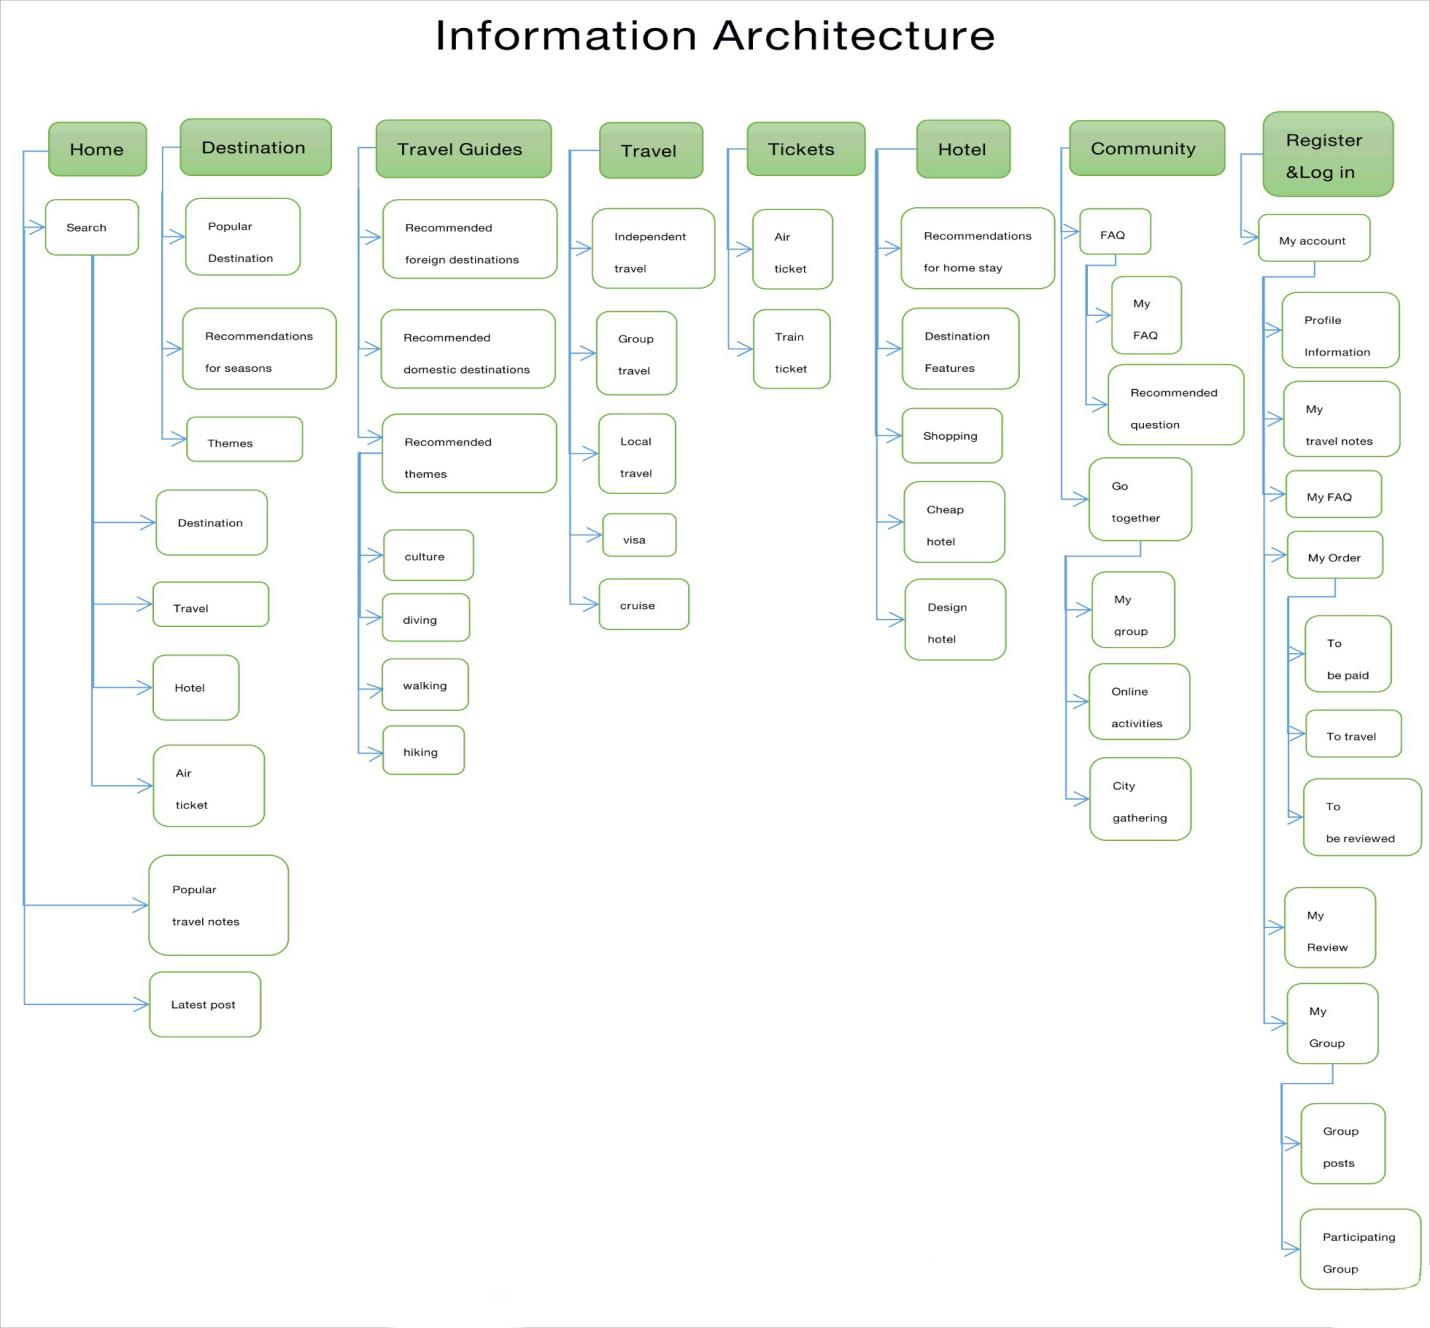 Information Architecture
Home
Search
Destination
Travel
Hotel
Air
ticket
Popular
travel notes
Latest post
Destination
Popular
Destination
Recommendations
for seasons
Themes
Travel Guides
Recommended
foreign destinations
Recommended
domestic destinations
Recommended
themes
culture
diving
walking
hiking
Travel
Independent
travel
Group
travel
Local
travel
visa
cruise
Tickets
Air
ticket
Train
ticket
Hotel
Recommendations
for home stay
Destination
Features
Shopping
Cheap
hotel
Design
hotel
Community
FAQ
My
FAQ
Recommended
question
Go
together
My
group
Online
activities
City
gathering
Register
&Log in
My account
Profile
Information
My
travel notes
My FAQ
My Order
To
be paid
To travel
To
be reviewed
My
Review
My
Group
Group
posts
Participating
Group